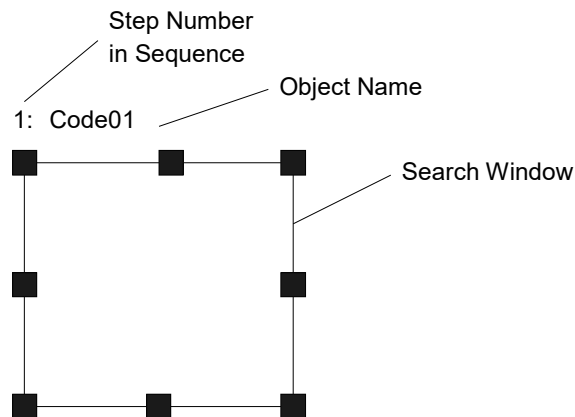 Step Number
in Sequence
Object Name
1: Code01
Search Window